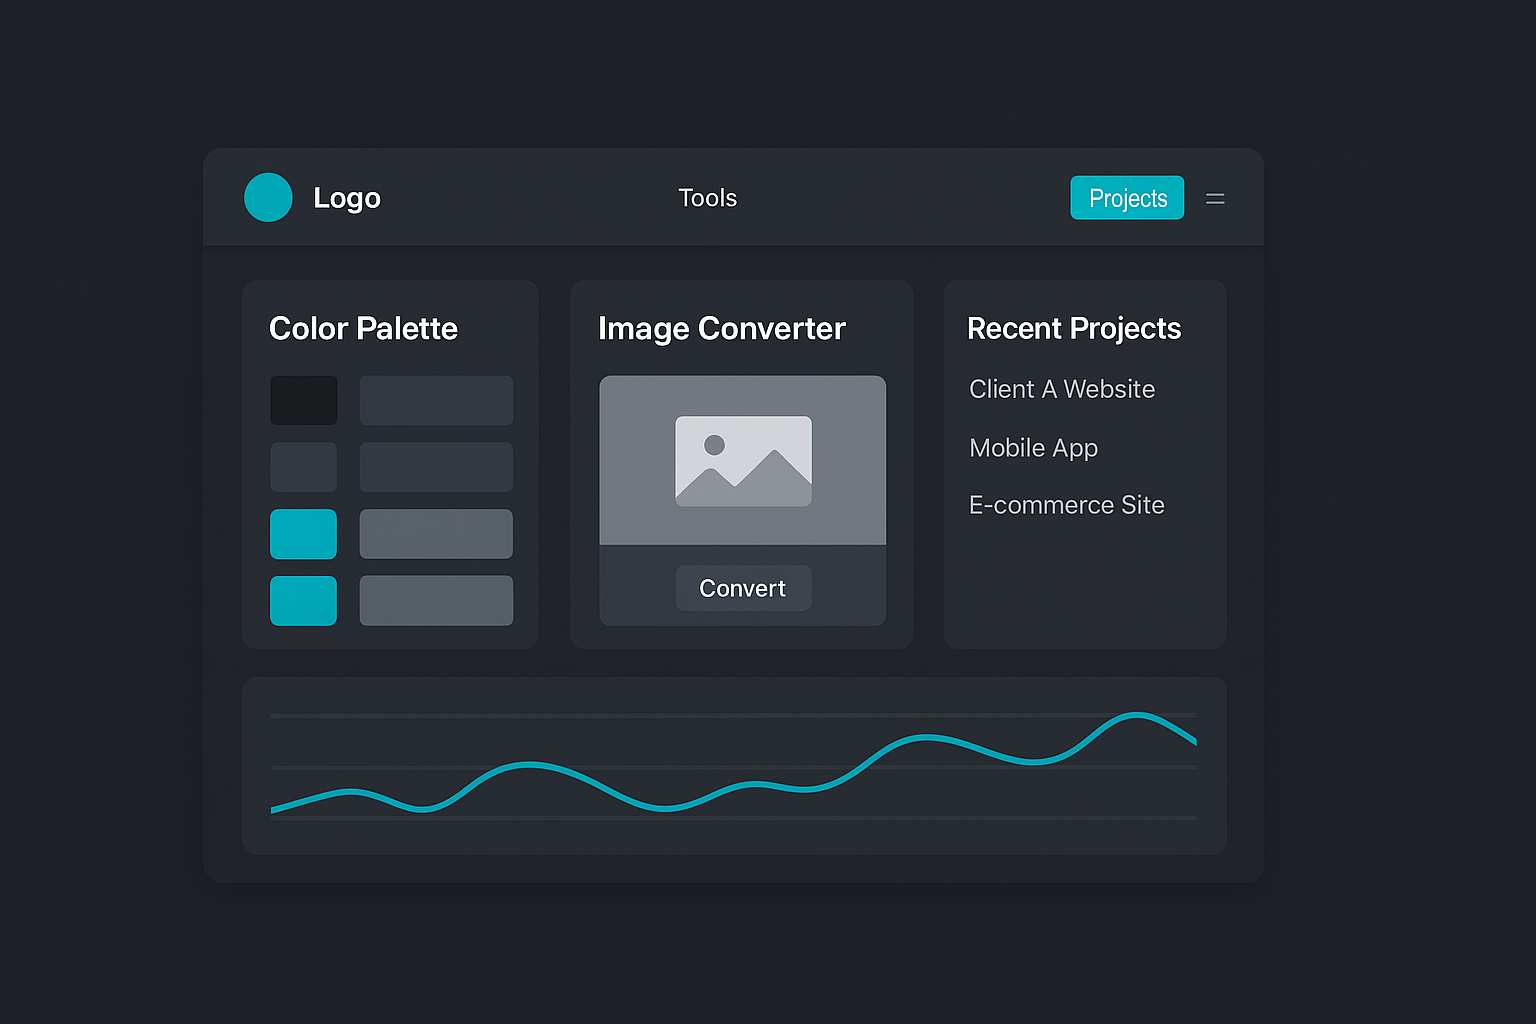 Logo
Tools
Projects
Color Palette
Image Converter
Convert
Recent Projects
Client A Website
Mobile App
E-commerce Site